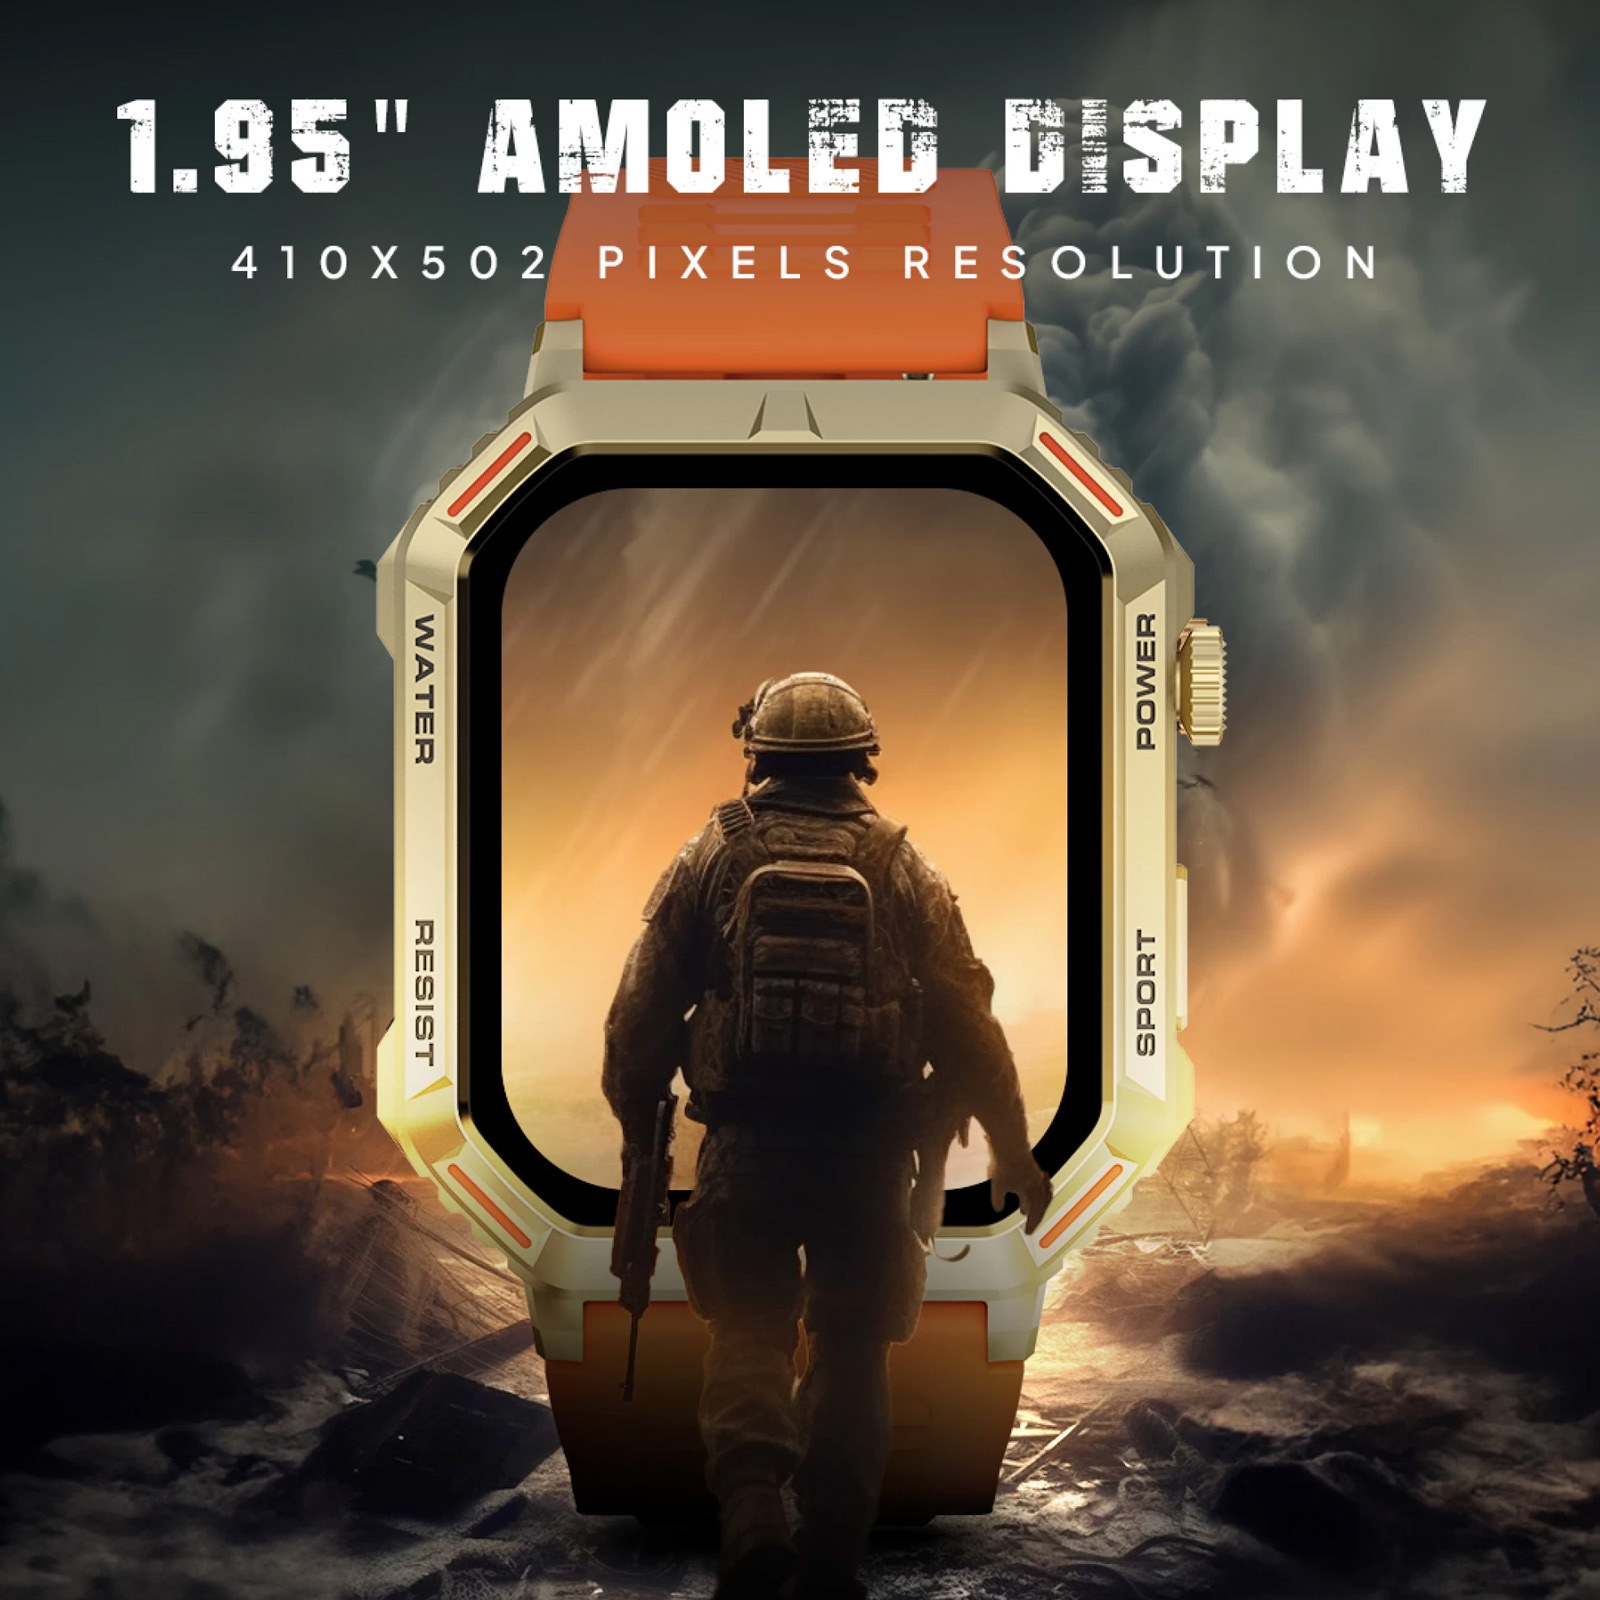 1.95" AMOLED DISPLAY
410X502 PIXELS RESOLUTION
WATER
POWER
RESIST
SPORT